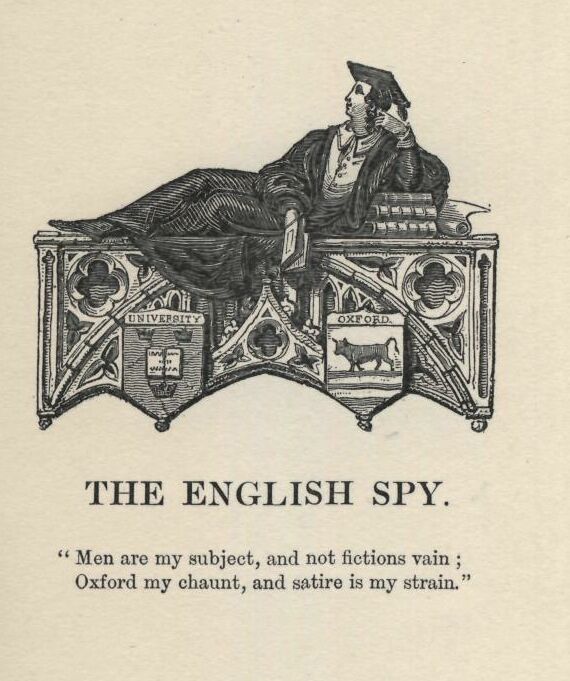 UNIVERSITY
OXFORD.
THE ENGLISH SPY.
“ Men are my subject, and not fictions vain ;
Oxford my chaunt, and satire is my strain.”